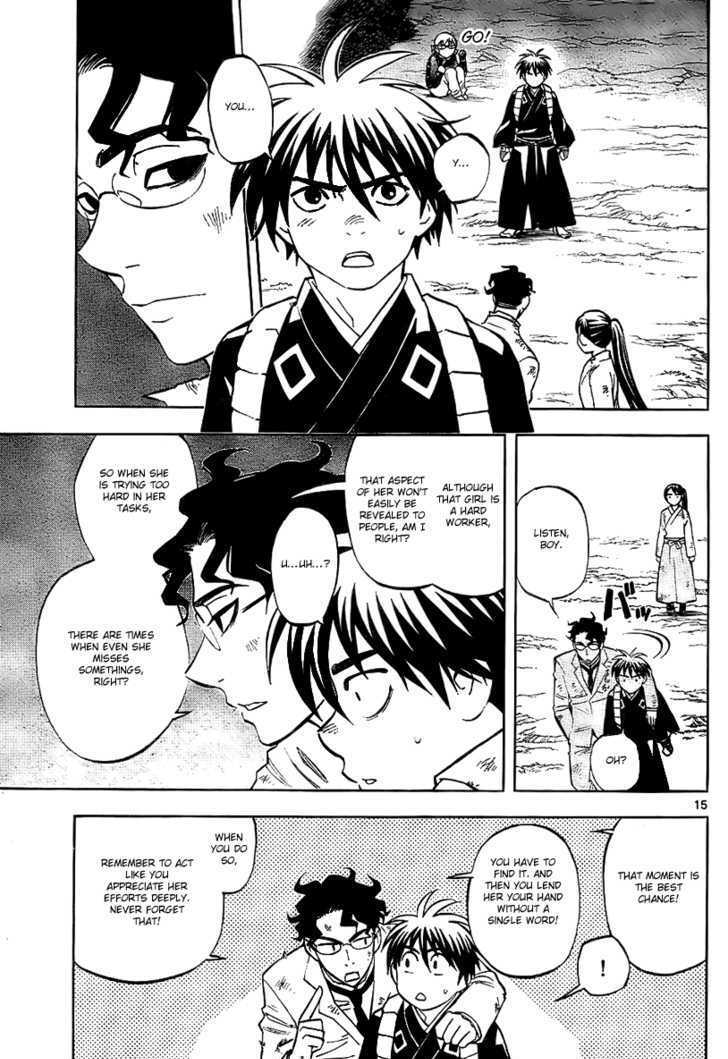 GO!
Y...
YOU...
LISTEN,
BOY.
バッ
OH?
ALTHOUGH
THAT GIRL IS
A HARD
WORKER,
THAT ASPECT
OF HER WON'T
EASILY BE
REVEALED TO
PEOPLE, AM I
RIGHT?
U...UH...?
SO WHEN SHE
IS TRYING TOO
HARD IN HER
TASKS,
THERE ARE TIMES
WHEN EVEN SHE
MISSES
SOMETHINGS,
RIGHT?
15
THAT MOMENT IS
THE BEST
CHANCE!
!
YOU HAVE TO
FIND IT. AND
THEN YOU LEND
HER YOUR HAND
WITHOUT A
SINGLE WORD!
WHEN
YOU DO
SO,
REMEMBER TO ACT
LIKE YOU
APPRECIATE HER
EFFORTS DEEPLY.
NEVER FORGET
THAT!